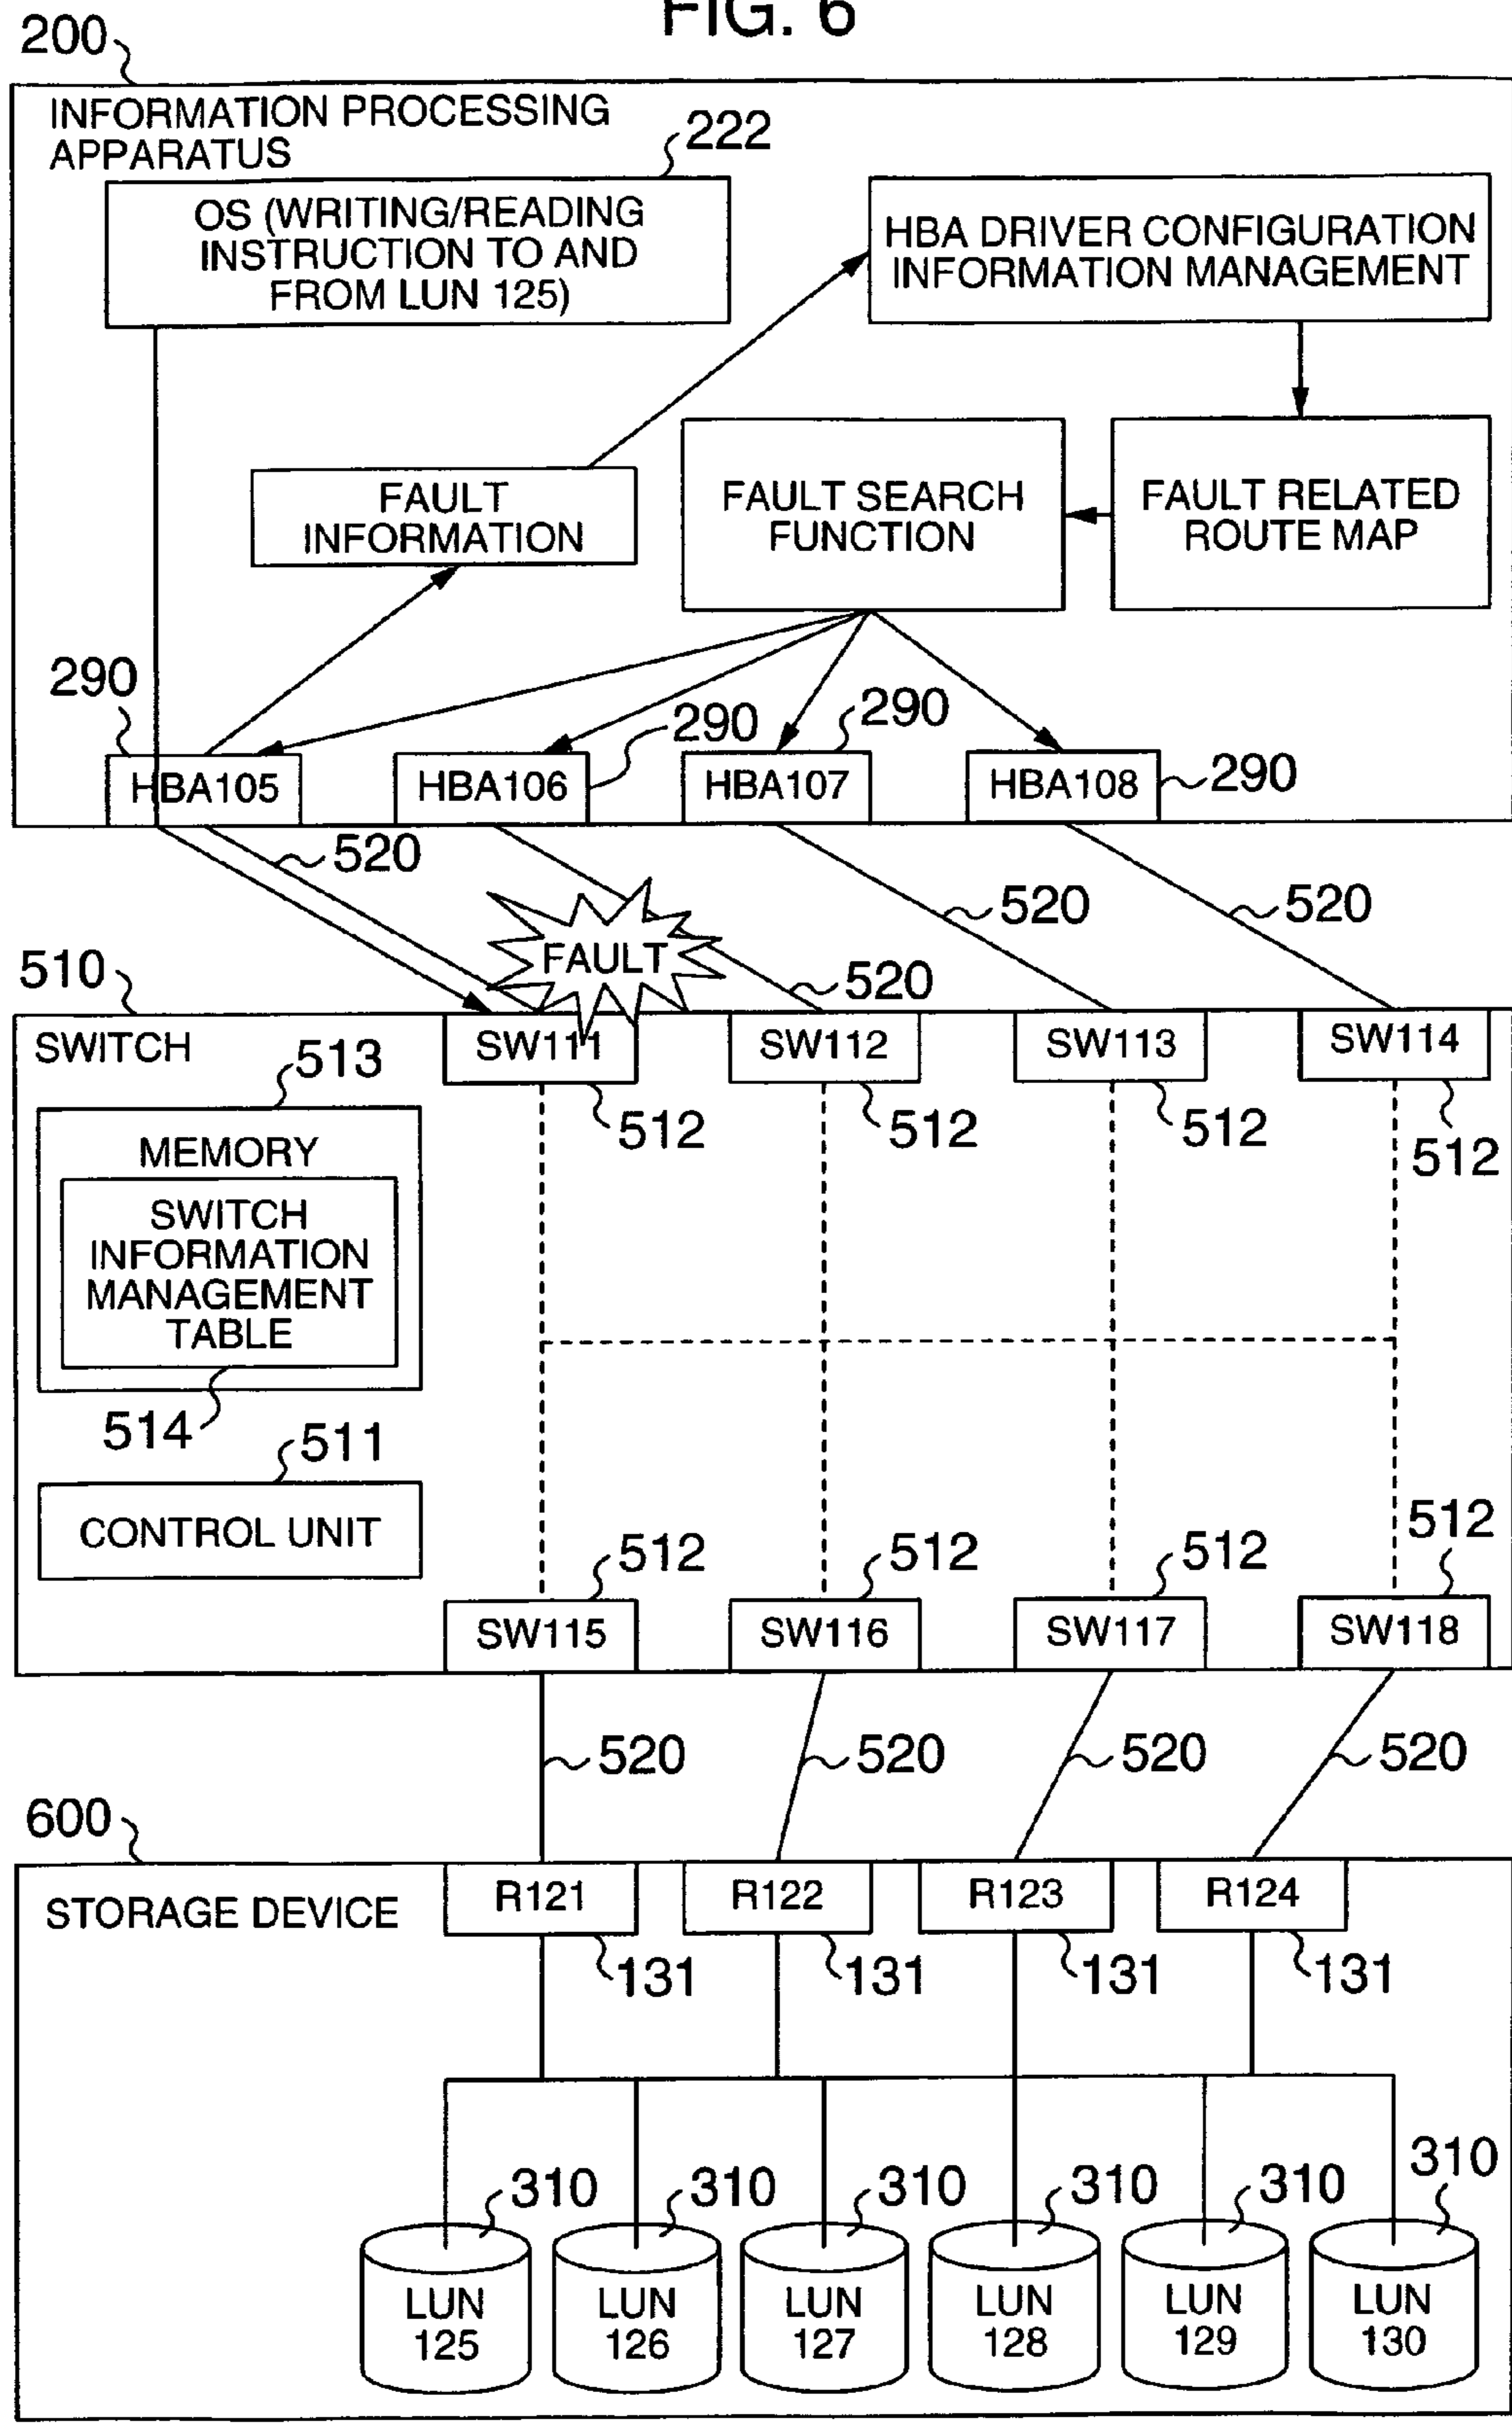 FIG. 6
200
INFORMATION PROCESSING
APPARATUS
222
OS (WRITING/READING
INSTRUCTION TO AND
FROM LUN 125)
HBA DRIVER CONFIGURATION
INFORMATION MANAGEMENT
FAULT
INFORMATION
FAULT SEARCH
FUNCTION
FAULT RELATED
ROUTE MAP
290
290
290
HBA105
HBA106
HBA107
HBA108
290
520
520
520
FAULT
520
510
SWITCH
SW111
SW112
SW113
SW114
513
512
512
512
512
MEMORY
SWITCH
INFORMATION
MANAGEMENT
TABLE
514
511
CONTROL UNIT
512
512
512
512
SW115
SW116
SW117
SW118
520
520
520
520
600
STORAGE DEVICE
R121
R122
R123
R124
131
131
131
131
310
310
310
310
310
310
LUN
125
LUN
126
LUN
127
LUN
128
LUN
129
LUN
130